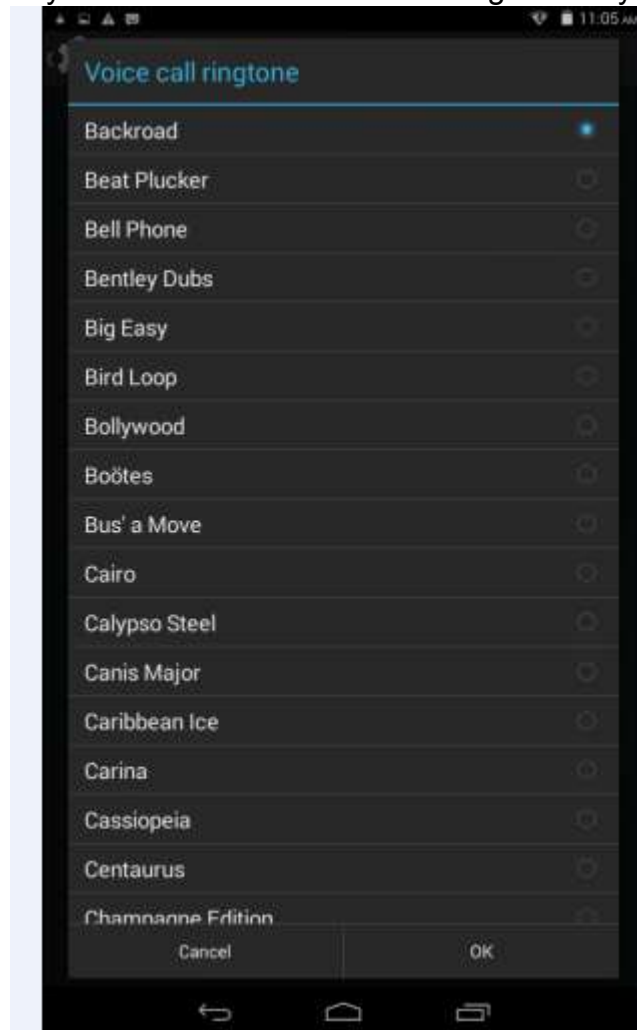 11:05 AM
Voice call ringtone
Backroad
Beat Plucker
Bell Phone
Bentley Dubs
Big Easy
Bird Loop
Bollywood
Boötes
Bus' a Move
Cairo
Calypso Steel
Canis Major
Caribbean Ice
Carina
Cassiopeia
Centaurus
Champagne Edition
Cancel OK